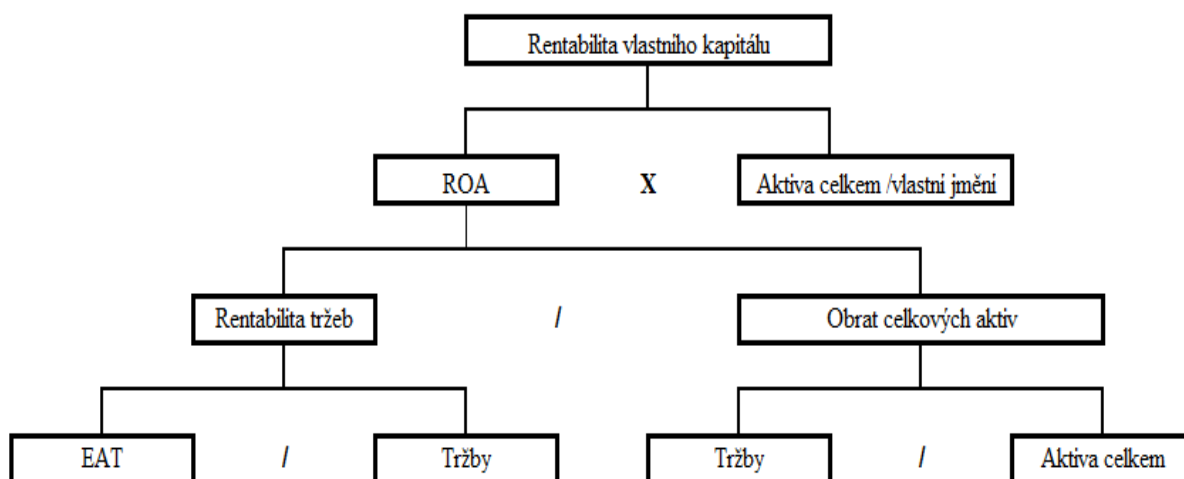 Rentabilita vlastního kapitálu
ROA X Aktiva celkem /vlastní jmění
Rentabilita tržeb / Obrat celkových aktiv
EAT / Tržby Tržby / Aktiva celkem